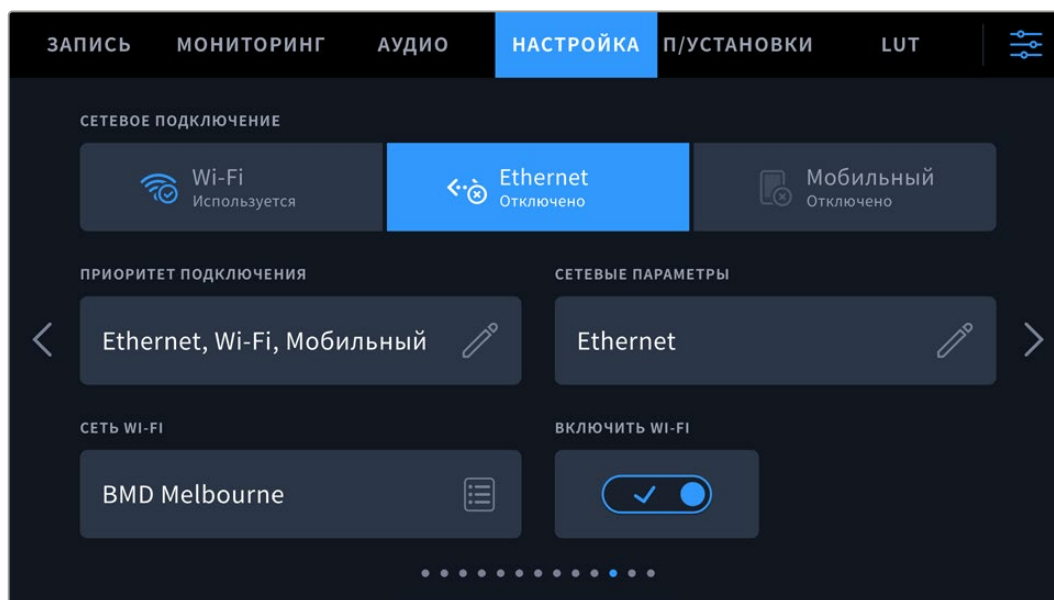 ЗАПИСЬ МОНИТОРИНГ АУДИО НАСТРОЙКА П/УСТАНОВКИ LUT
СЕТЕВОЕ ПОДКЛЮЧЕНИЕ
Wi-Fi
Используется
Ethernet
Отключено
Мобильный
Отключено
ПРИОРИТЕТ ПОДКЛЮЧЕНИЯ
Ethernet, Wi-Fi, Мобильный
СЕТЕВЫЕ ПАРАМЕТРЫ
Ethernet
СЕТЬ WI-FI
BMD Melbourne
ВКЛЮЧИТЬ WI-FI